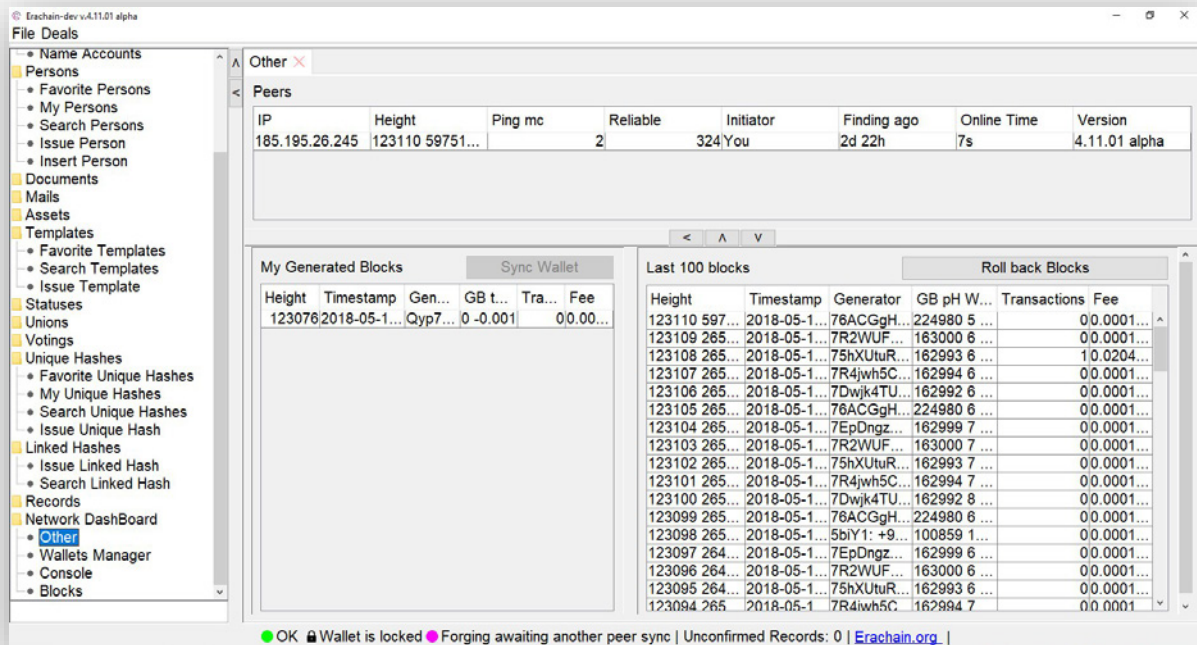 Erachain-dev v.4.11.01 alpha
File Deals
Name Accounts
Persons
Favorite Persons
My Persons
Search Persons
Issue Person
Insert Person
Documents
Mails
Assets
Templates
Favorite Templates
Search Templates
Issue Template
Statuses
Unions
Votings
Unique Hashes
Favorite Unique Hashes
My Unique Hashes
Search Unique Hashes
Issue Unique Hash
Linked Hashes
Issue Linked Hash
Search Linked Hash
Records
Network DashBoard
Other
Wallets Manager
Console
Blocks
Other
Peers
IP Height Ping mc Reliable Initiator Finding ago Online Time Version
185.195.26.245 123110 59751... 2 324 You 2d 22h 7s 4.11.01 alpha
My Generated Blocks Sync Wallet
Height Timestamp Gen... GB t... Tra... Fee
123076 2018-05-1... Qyp7... 0 -0.001 0 0.00...
Last 100 blocks Roll back Blocks
Height Timestamp Generator GB pH W... Transactions Fee
123110 597... 2018-05-1... 76ACGgH... 224980 5 ... 0 0.0001...
123109 265... 2018-05-1... 7R2WUF... 163000 6 ... 0 0.0001...
123108 265... 2018-05-1... 75hXUtuR... 162993 6 ... 1 0.0204...
123107 265... 2018-05-1... 7R4jwh5C... 162994 6 ... 0 0.0001...
123106 265... 2018-05-1... 7Dwjk4TU... 162992 6 ... 0 0.0001...
123105 265... 2018-05-1... 76ACGgH... 224980 6 ... 0 0.0001...
123104 265... 2018-05-1... 7EpDngz... 162999 7 ... 0 0.0001...
123103 265... 2018-05-1... 7R2WUF... 163000 7 ... 0 0.0001...
123102 265... 2018-05-1... 75hXUtuR... 162993 7 ... 0 0.0001...
123101 265... 2018-05-1... 7R4jwh5C... 162994 7 ... 0 0.0001...
123100 265... 2018-05-1... 7Dwjk4TU... 162992 8 ... 0 0.0001...
123099 265... 2018-05-1... 76ACGgH... 224980 6 ... 0 0.0001...
123098 265... 2018-05-1... 5biY1: +9... 100859 1... 0 0.0001...
123097 264... 2018-05-1... 7EpDngz... 162999 6 ... 0 0.0001...
123096 264... 2018-05-1... 7R2WUF... 163000 6 ... 0 0.0001...
123095 264... 2018-05-1... 75hXUtuR... 162993 6 ... 0 0.0001...
123094 265 2018-05-1 7R4jwh5C 162994 7 0 0.0001
OK Wallet is locked Forging awaiting another peer sync | Unconfirmed Records: 0 | Erachain.org |